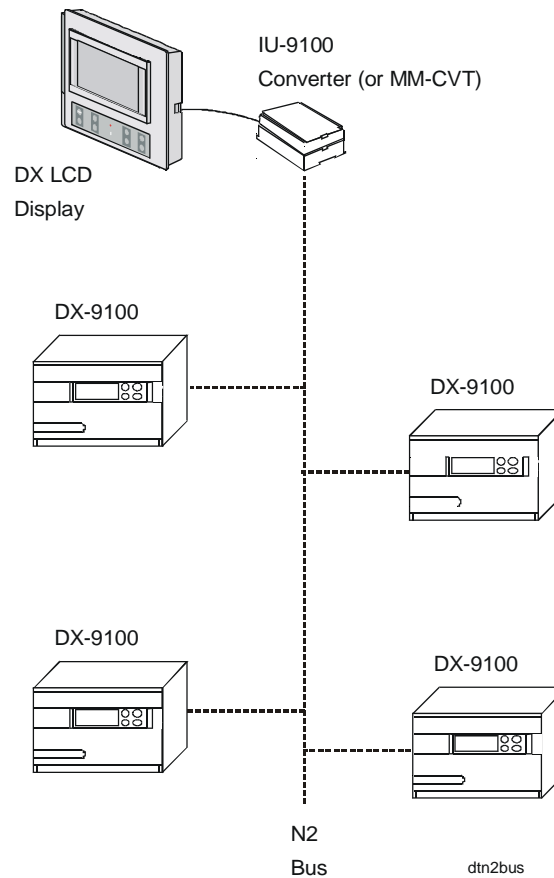 IU-9100
Converter (or MM-CVT)
DX LCD
Display
DX-9100
DX-9100
DX-9100
DX-9100
N2
Bus
dtn2bus